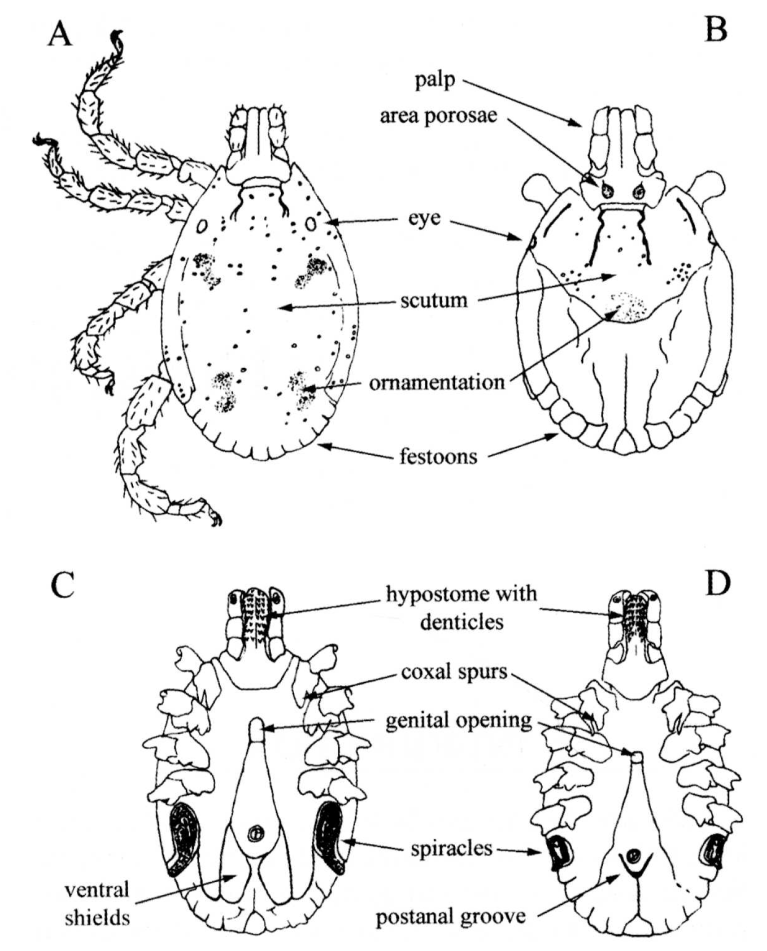 A
B
palp
area porosae
eye
scutum
ornamentation
festoons
C
D
hypostome with
denticles
coxal spurs
genital opening
spiracles
ventral
shields
postanal groove